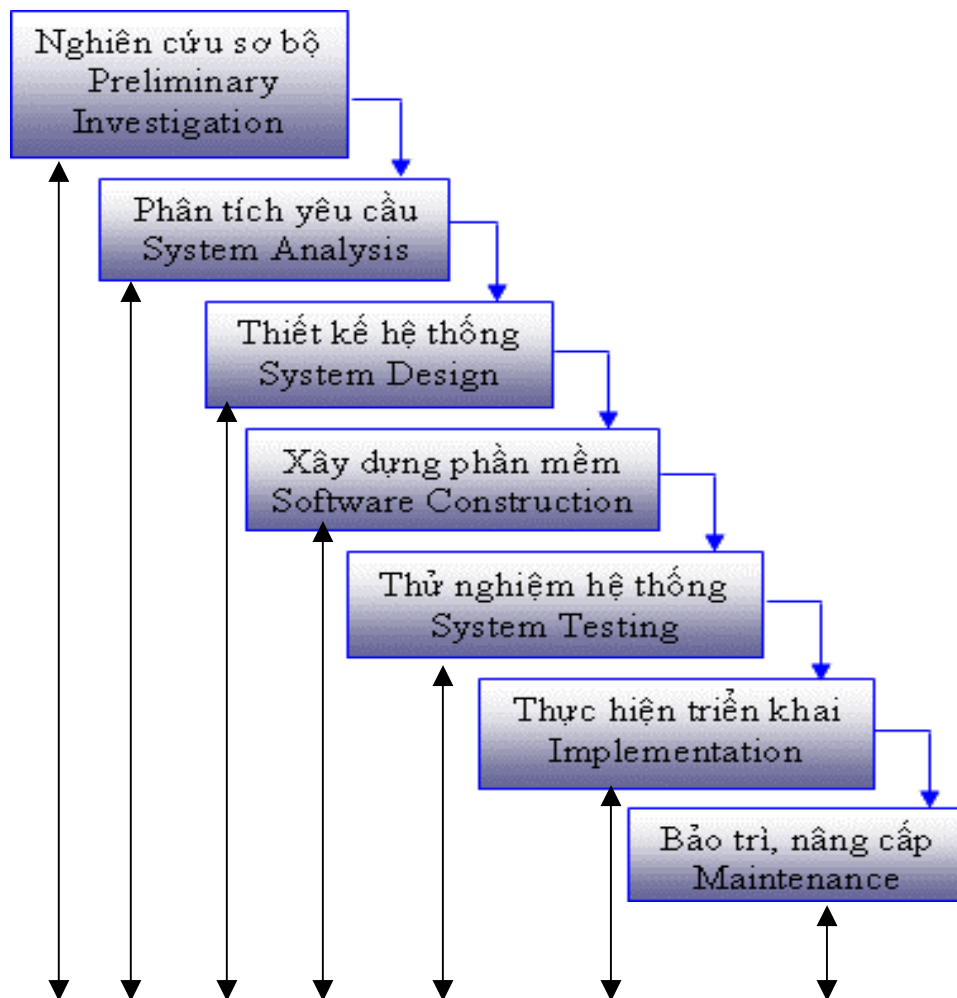 Nghiên cứu sơ bộ
Preliminary
Investigation
Phân tích yêu cầu
System Analysis
Thiết kế hệ thống
System Design
Xây dựng phần mềm
Software Construction
Thử nghiệm hệ thống
System Testing
Thực hiện triển khai
Implementation
Bảo trì, nâng cấp
Maintenance